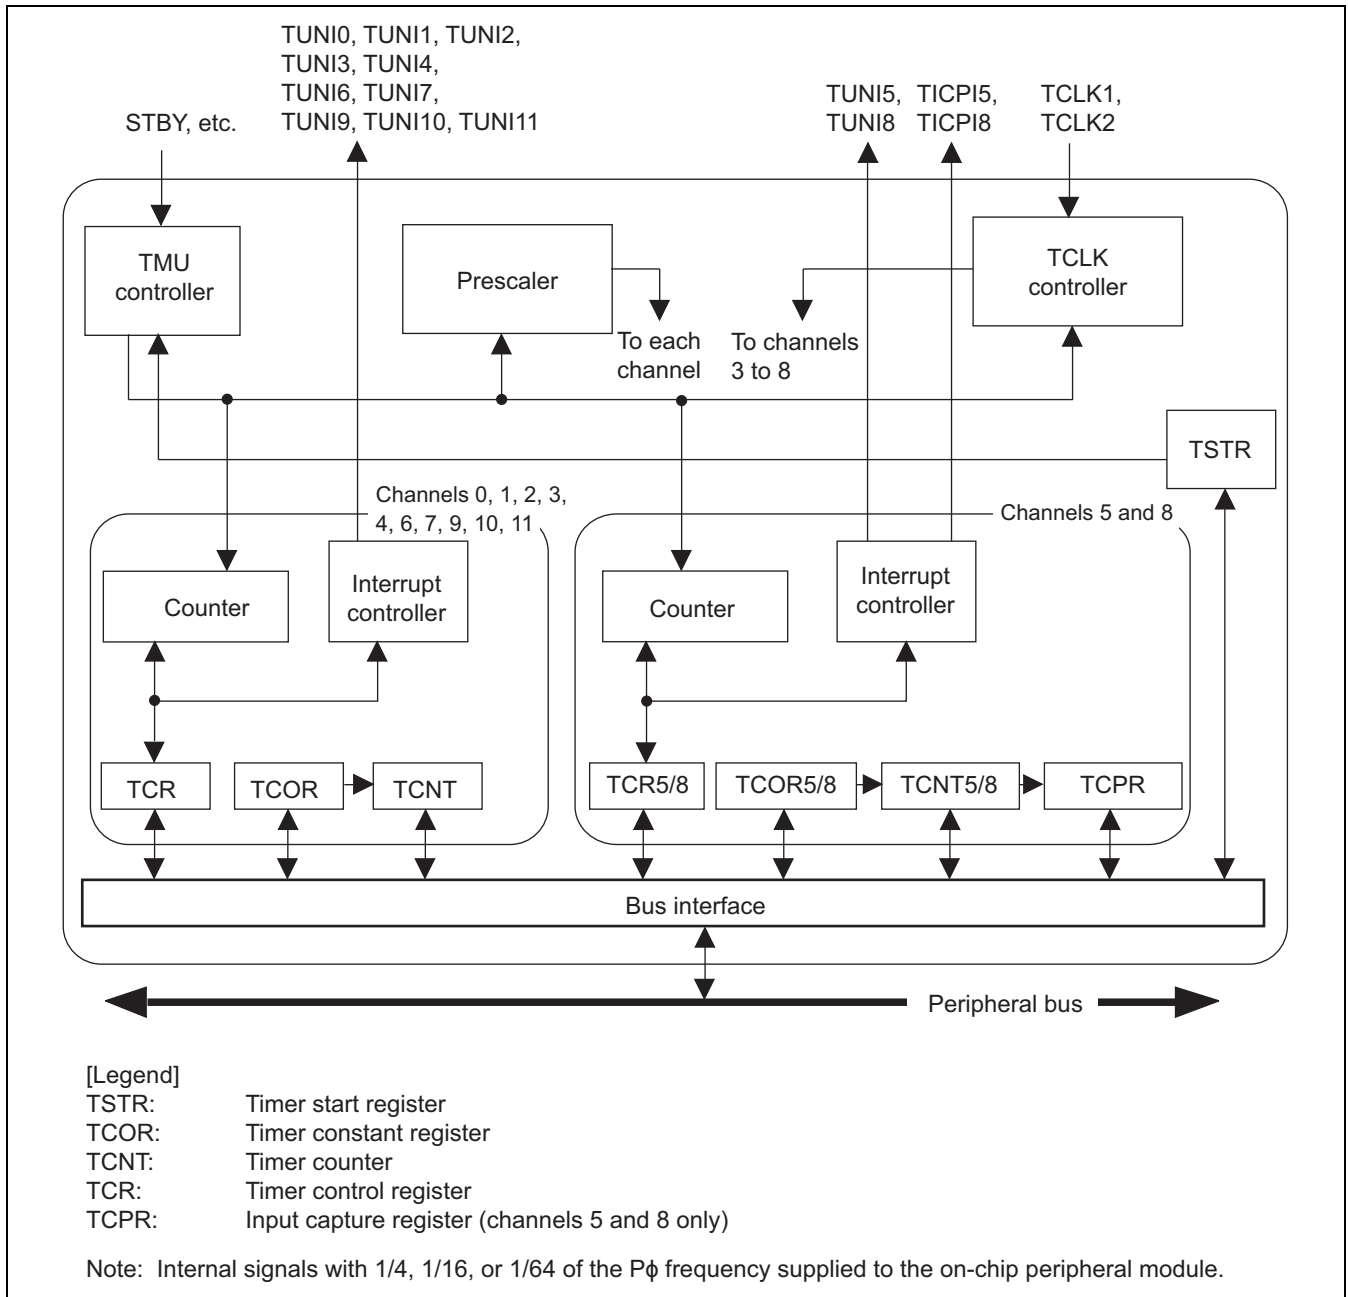 TUNI0, TUNI1, TUNI2,
TUNI3, TUNI4,
TUNI6, TUNI7,
TUNI9, TUNI10, TUNI11
STBY, etc.
TUNI5,
TUNI8
TICPI5,
TICPI8
TCLK1,
TCLK2
TMU
controller
Prescaler
TCLK
controller
To each
channel
To channels
3 to 8
TSTR
Channels 0, 1, 2, 3,
4, 6, 7, 9, 10, 11
Channels 5 and 8
Counter
Interrupt
controller
Counter
Interrupt
controller
TCR
TCOR
TCNT
TCR5/8
TCOR5/8
TCNT5/8
TCPR
Bus interface
Peripheral bus
[Legend]
TSTR: Timer start register
TCOR: Timer constant register
TCNT: Timer counter
TCR: Timer control register
TCPR: Input capture register (channels 5 and 8 only)
Note: Internal signals with 1/4, 1/16, or 1/64 of the Pϕ frequency supplied to the on-chip peripheral module.